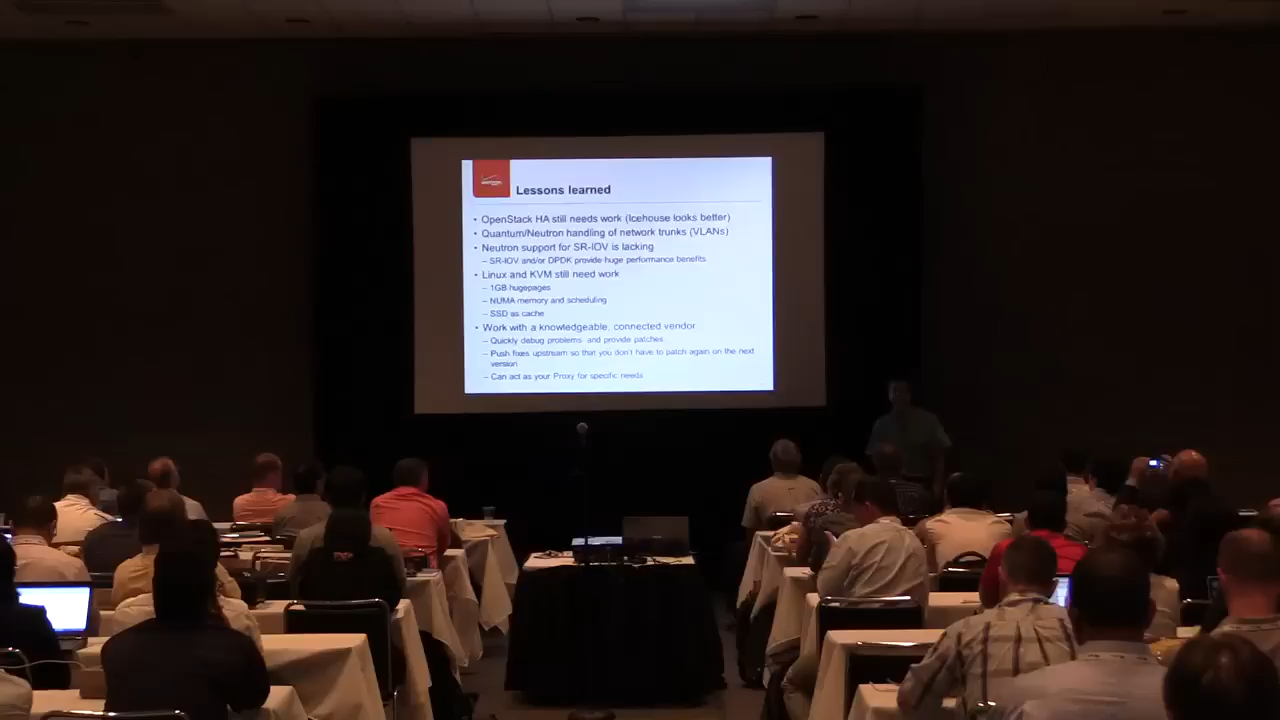 Lessons learned
• OpenStack HA still needs work (Icehouse looks better)
• Quantum/Neutron handling of network trunks (VLANs)
• Neutron support for SR-IOV is lacking
– SR-IOV and/or DPDK provide huge performance benefits
• Linux and KVM still need work
– 1GB hugepages
– NUMA memory and scheduling
– SSD as cache
• Work with a knowledgeable, connected vendor
– Quickly debug problems and provide patches
– Push fixes upstream so that you don't have to patch again on the next
version
– Can act as your Proxy for specific needs